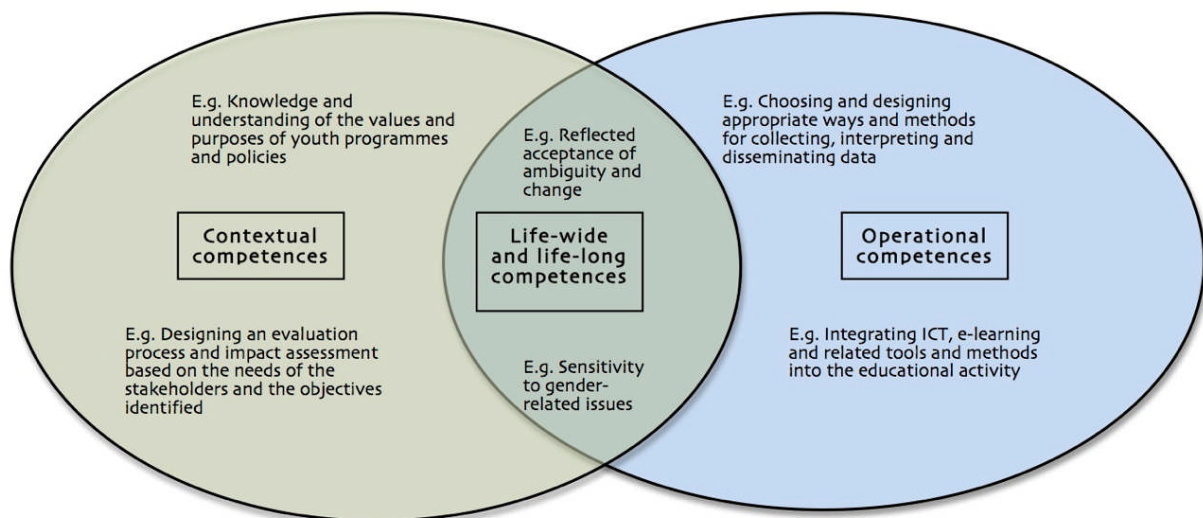 E.g. Knowledge and
understanding of the values and
purposes of youth programmes
and policies
Contextual
competences
E.g. Designing an evaluation
process and impact assessment
based on the needs of the
stakeholders and the objectives
identified
E.g. Reflected
acceptance of
ambiguity and
change
Life-wide
and life-long
competences
E.g. Sensitivity
to gender-
related issues
E.g. Choosing and designing
appropriate ways and methods
for collecting, interpreting and
disseminating data
Operational
competences
E.g. Integrating ICT, e-learning
and related tools and methods
into the educational activity